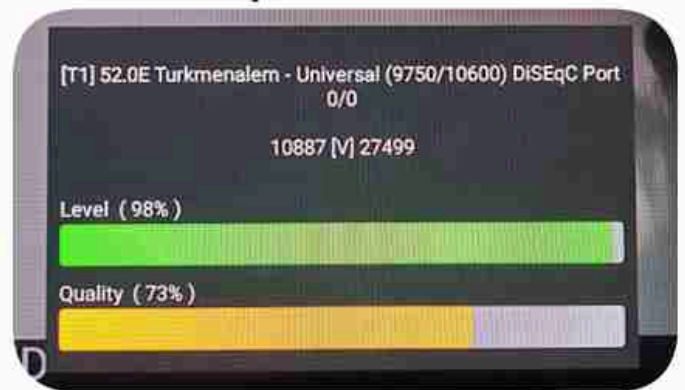 [T1] 52.0E Turkmenalem - Universal (9750/10600) DiSEqC Port
0/0
10887 [V] 27499
Level ( 98% )
Quality ( 73% )
D